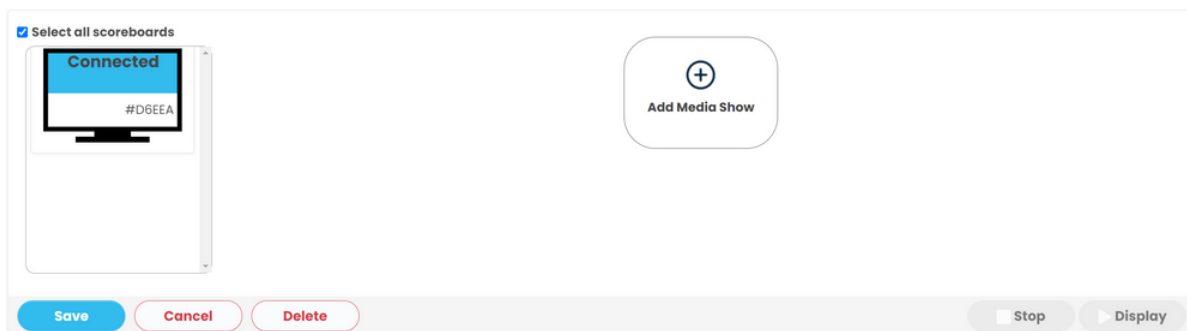 Select all scoreboards
Connected
#D6EEA
Add Media Show
Save
Cancel
Delete
Stop
Display